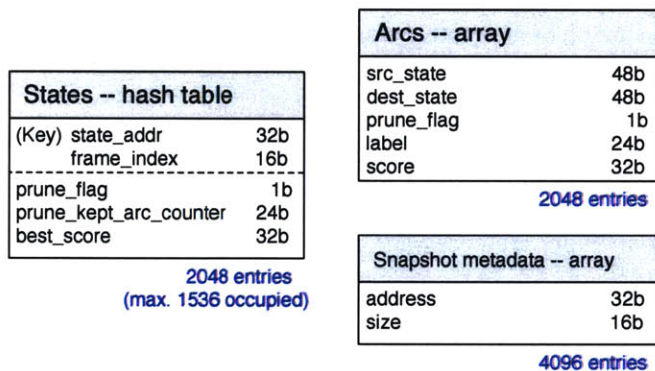 States -- hash table
(Key) state_addr 32b
frame_index 16b
prune_flag 1b
prune_kept_arc_counter 24b
best_score 32b
2048 entries
(max. 1536 occupied)
Arcs -- array
src_state 48b
dest_state 48b
prune_flag 1b
label 24b
score 32b
2048 entries
Snapshot metadata -- array
address 32b
size 16b
4096 entries